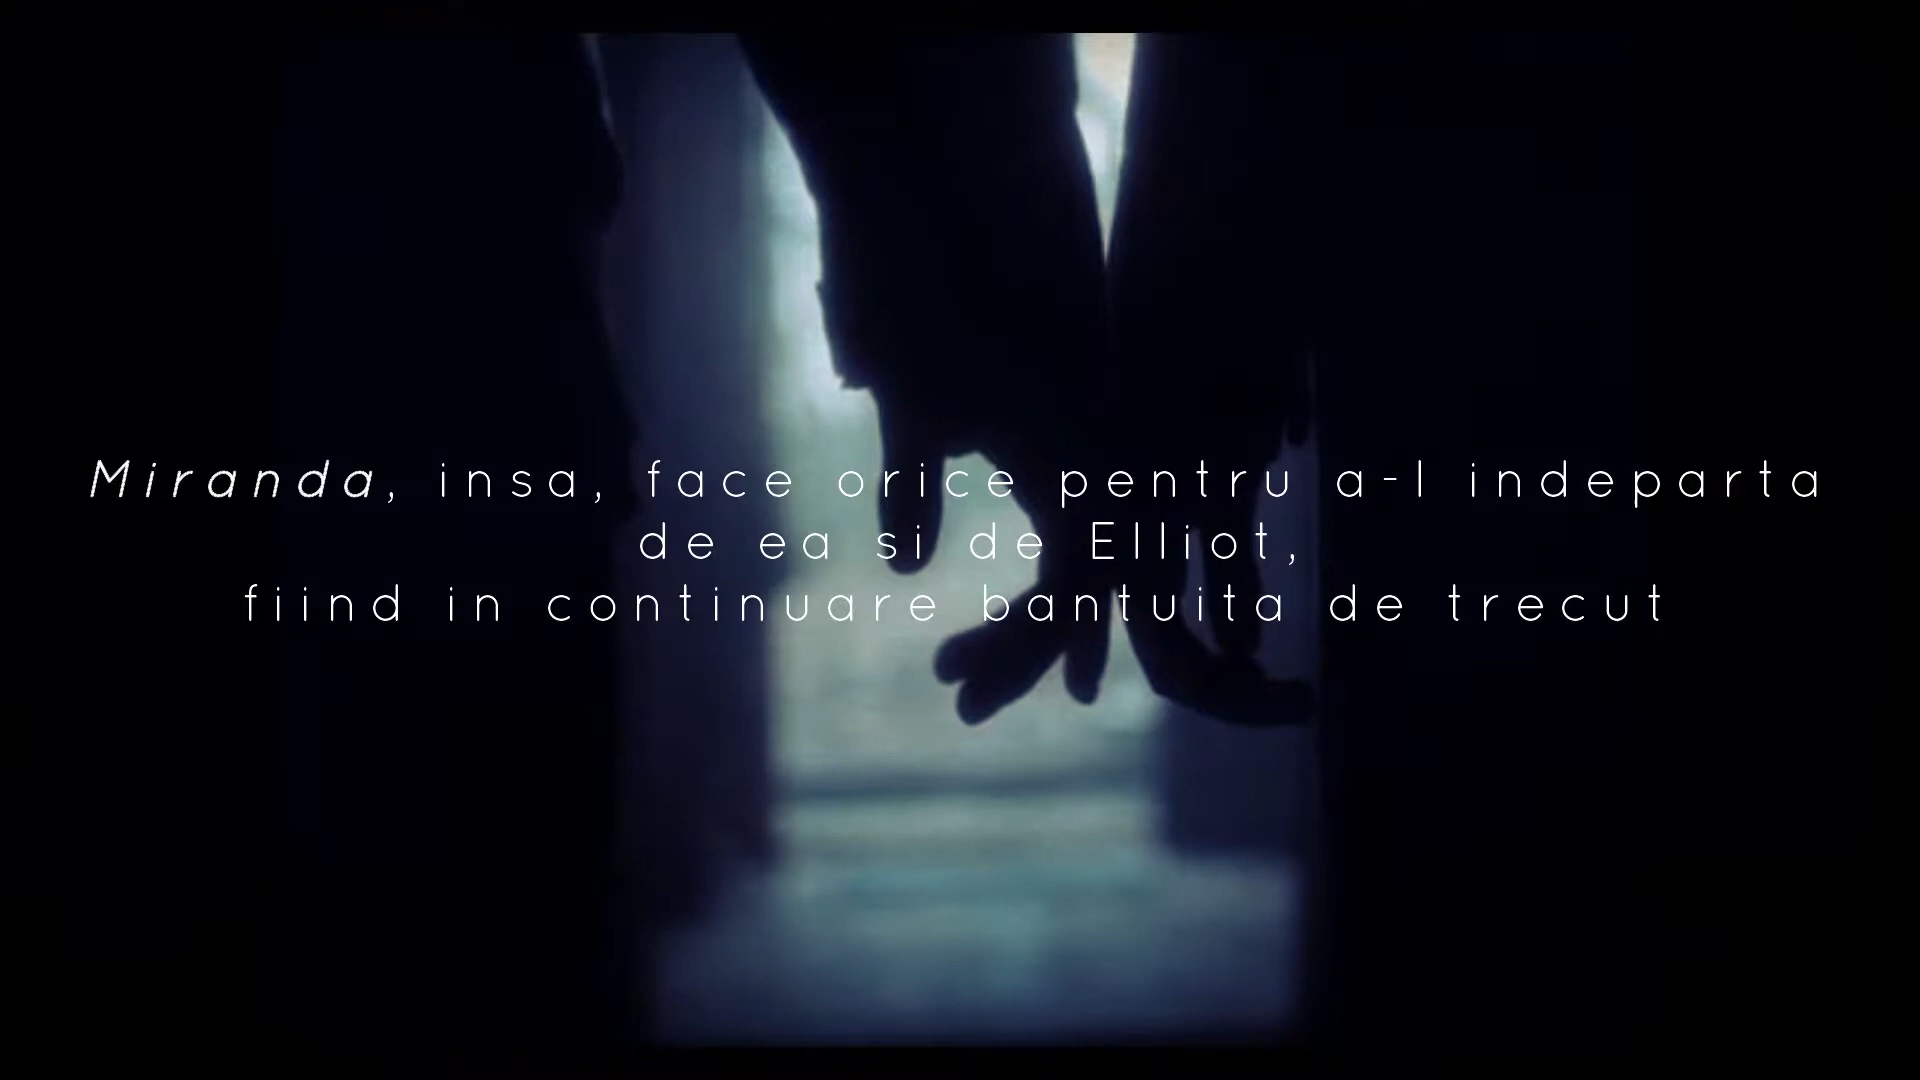 Miranda, insa, face orice pentru a-l indeparta
de ea si de Elliot,
fiind in continuare bantuita de trecut